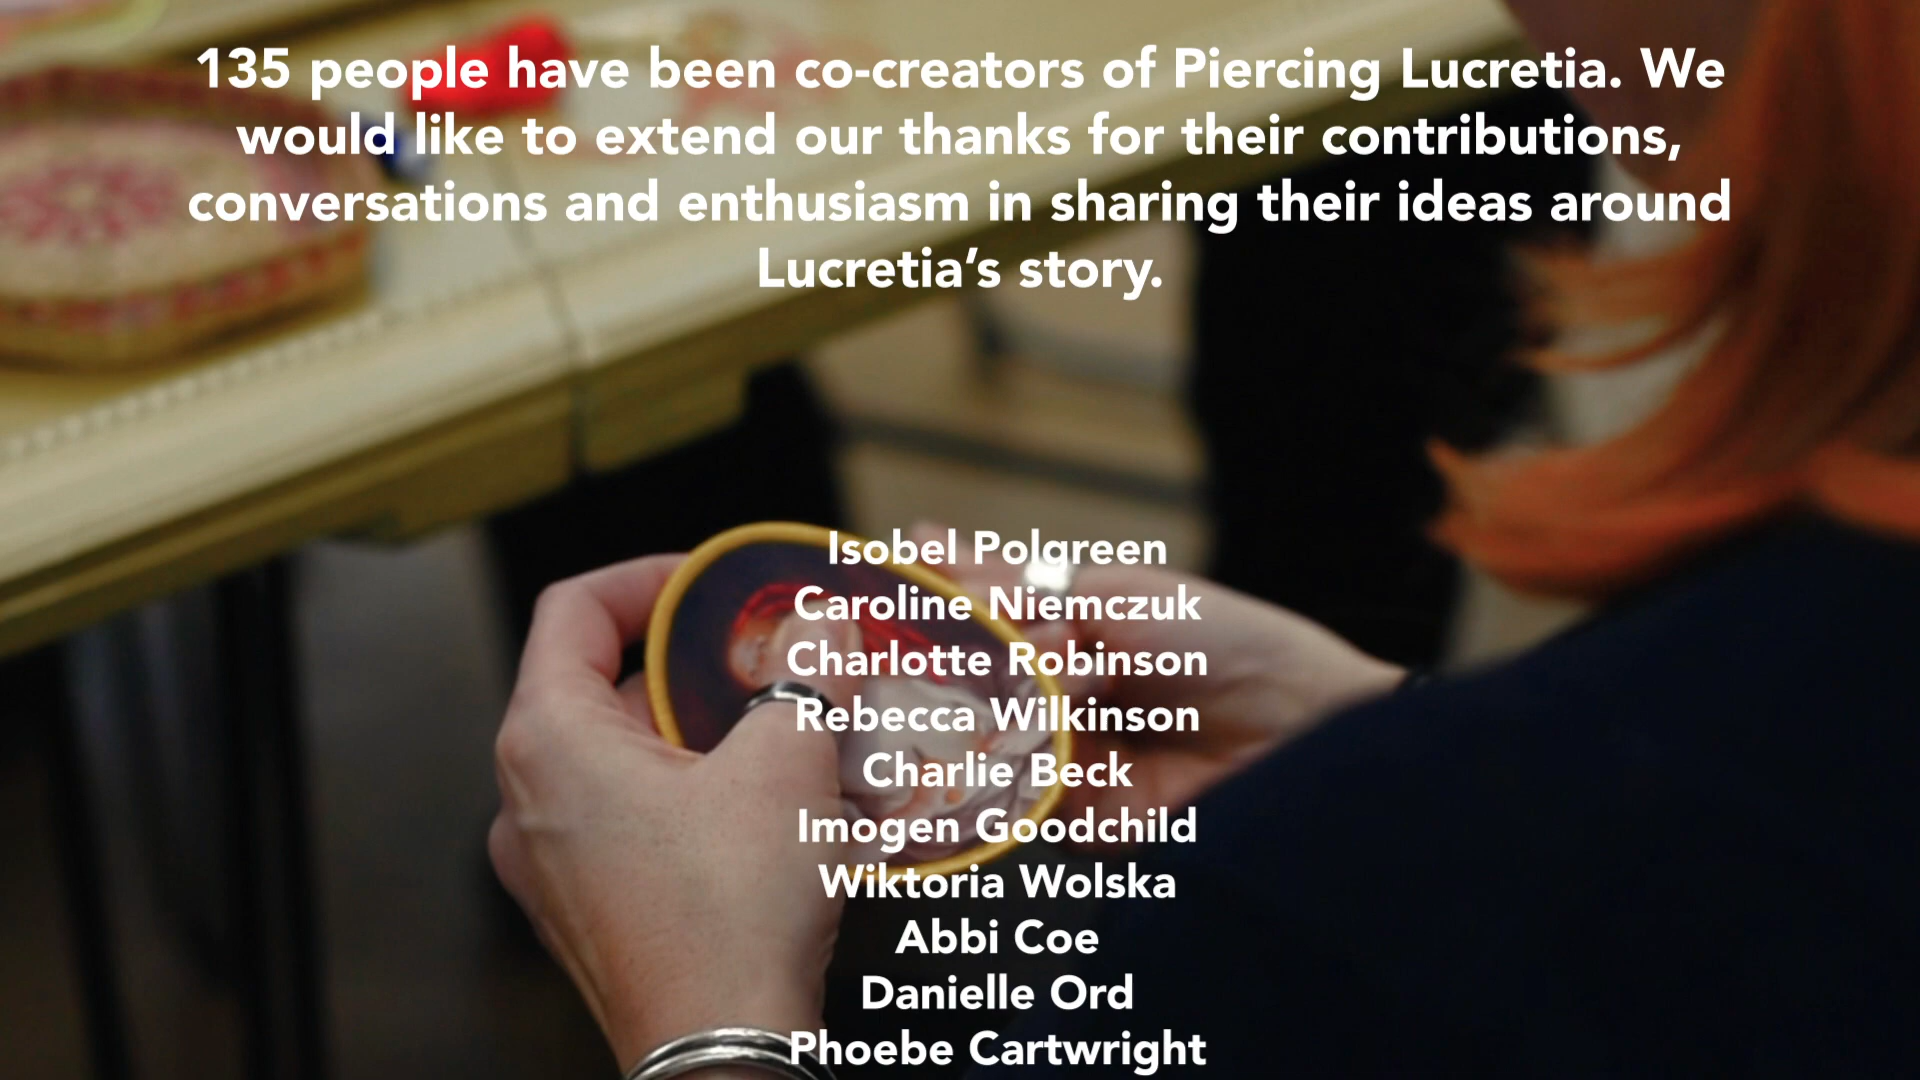 135 people have been co-creators of Piercing Lucretia. We
would like to extend our thanks for their contributions,
conversations and enthusiasm in sharing their ideas around
Lucretia’s story.
Isobel Polgreen
Caroline Niemczuk
Charlotte Robinson
Rebecca Wilkinson
Charlie Beck
Imogen Goodchild
Wiktoria Wolska
Abbi Coe
Danielle Ord
Phoebe Cartwright